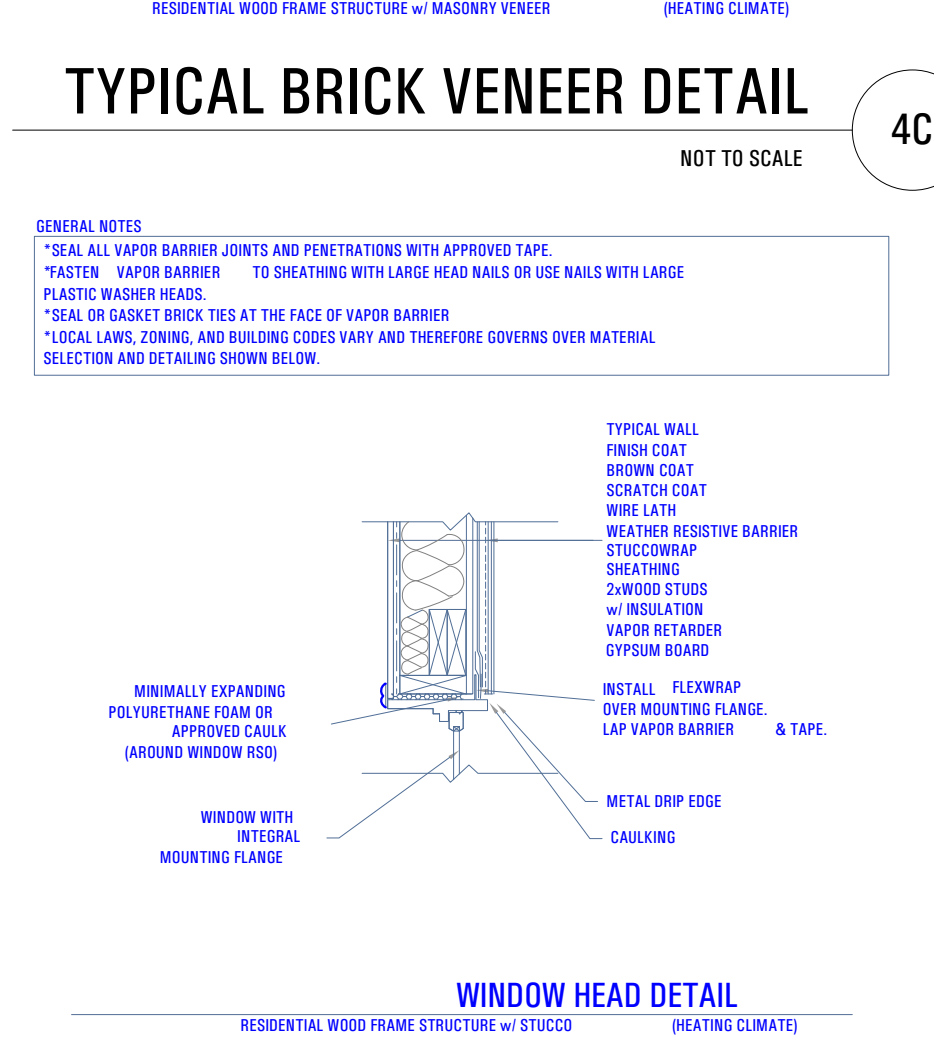 RESIDENTIAL WOOD FRAME STRUCTURE w/ MASONRY VENEER (HEATING CLIMATE)
TYPICAL BRICK VENEER DETAIL
4C
NOT TO SCALE
GENERAL NOTES
*SEAL ALL VAPOR BARRIER JOINTS AND PENETRATIONS WITH APPROVED TAPE.
*FASTEN VAPOR BARRIER TO SHEATHING WITH LARGE HEAD NAILS OR USE NAILS WITH LARGE
PLASTIC WASHER HEADS.
*SEAL OR GASKET BRICK TIES AT THE FACE OF VAPOR BARRIER
*LOCAL LAWS, ZONING, AND BUILDING CODES VARY AND THEREFORE GOVERNS OVER MATERIAL
SELECTION AND DETAILING SHOWN BELOW.
TYPICAL WALL
FINISH COAT
BROWN COAT
SCRATCH COAT
WIRE LATH
WEATHER RESISTIVE BARRIER
STUCCOWRAP
SHEATHING
2xWOOD STUDS
w/ INSULATION
VAPOR RETARDER
GYPSUM BOARD
MINIMALLY EXPANDING
POLYURETHANE FOAM OR
APPROVED CAULK
(AROUND WINDOW RSO)
INSTALL FLEXWRAP
OVER MOUNTING FLANGE.
LAP VAPOR BARRIER & TAPE.
METAL DRIP EDGE
CAULKING
WINDOW WITH
INTEGRAL
MOUNTING FLANGE
WINDOW HEAD DETAIL
RESIDENTIAL WOOD FRAME STRUCTURE w/ STUCCO (HEATING CLIMATE)